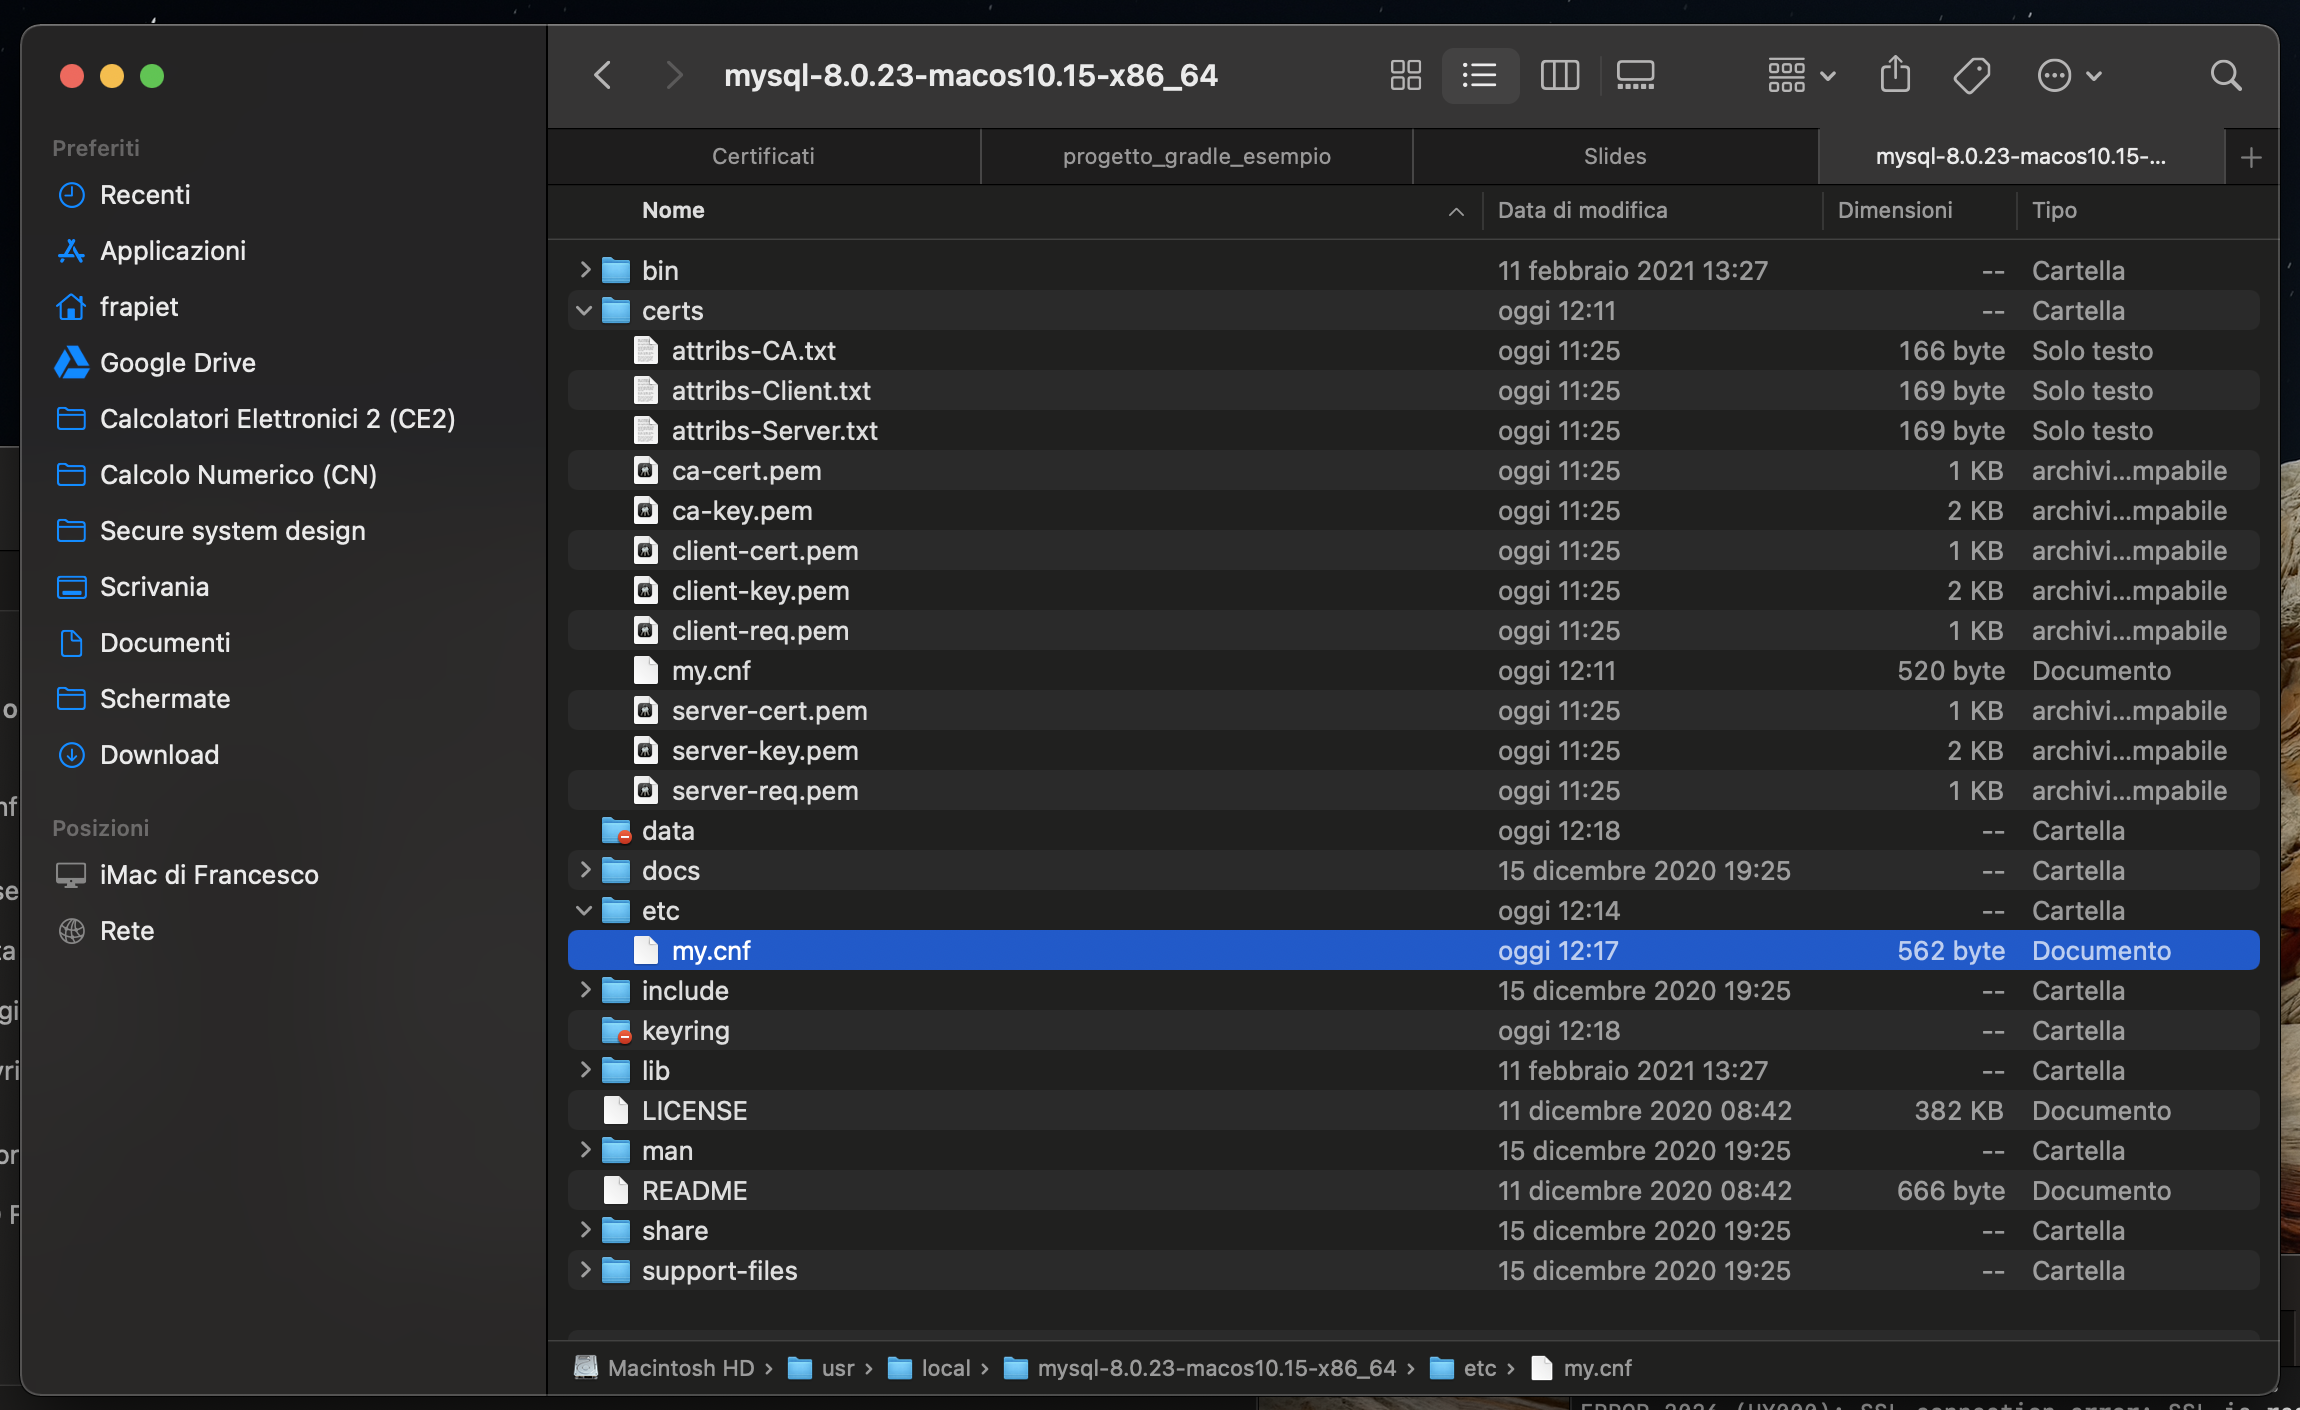 mysql-8.0.23-macos10.15-x86_64
Certificati
progetto_gradle_esempio
Slides
mysql-8.0.23-macos10.15-...
Preferiti
Recenti
Applicazioni
frapiet
Google Drive
Calcolatori Elettronici 2 (CE2)
Calcolo Numerico (CN)
Secure system design
Scrivania
Documenti
Schermate
Download
Posizioni
iMac di Francesco
Rete
Nome Data di modifica Dimensioni Tipo
bin 11 febbraio 2021 13:27 -- Cartella
certs oggi 12:11 -- Cartella
attribs-CA.txt oggi 11:25 166 byte Solo testo
attribs-Client.txt oggi 11:25 169 byte Solo testo
attribs-Server.txt oggi 11:25 169 byte Solo testo
ca-cert.pem oggi 11:25 1 KB archivi...mpabile
ca-key.pem oggi 11:25 2 KB archivi...mpabile
client-cert.pem oggi 11:25 1 KB archivi...mpabile
client-key.pem oggi 11:25 2 KB archivi...mpabile
client-req.pem oggi 11:25 1 KB archivi...mpabile
my.cnf oggi 12:11 520 byte Documento
server-cert.pem oggi 11:25 1 KB archivi...mpabile
server-key.pem oggi 11:25 2 KB archivi...mpabile
server-req.pem oggi 11:25 1 KB archivi...mpabile
data oggi 12:18 -- Cartella
docs 15 dicembre 2020 19:25 -- Cartella
etc oggi 12:14 -- Cartella
my.cnf oggi 12:17 562 byte Documento
include 15 dicembre 2020 19:25 -- Cartella
keyring oggi 12:18 -- Cartella
lib 11 febbraio 2021 13:27 -- Cartella
LICENSE 11 dicembre 2020 08:42 382 KB Documento
man 15 dicembre 2020 19:25 -- Cartella
README 11 dicembre 2020 08:42 666 byte Documento
share 15 dicembre 2020 19:25 -- Cartella
support-files 15 dicembre 2020 19:25 -- Cartella
Macintosh HD › usr › local › mysql-8.0.23-macos10.15-x86_64 › etc › my.cnf